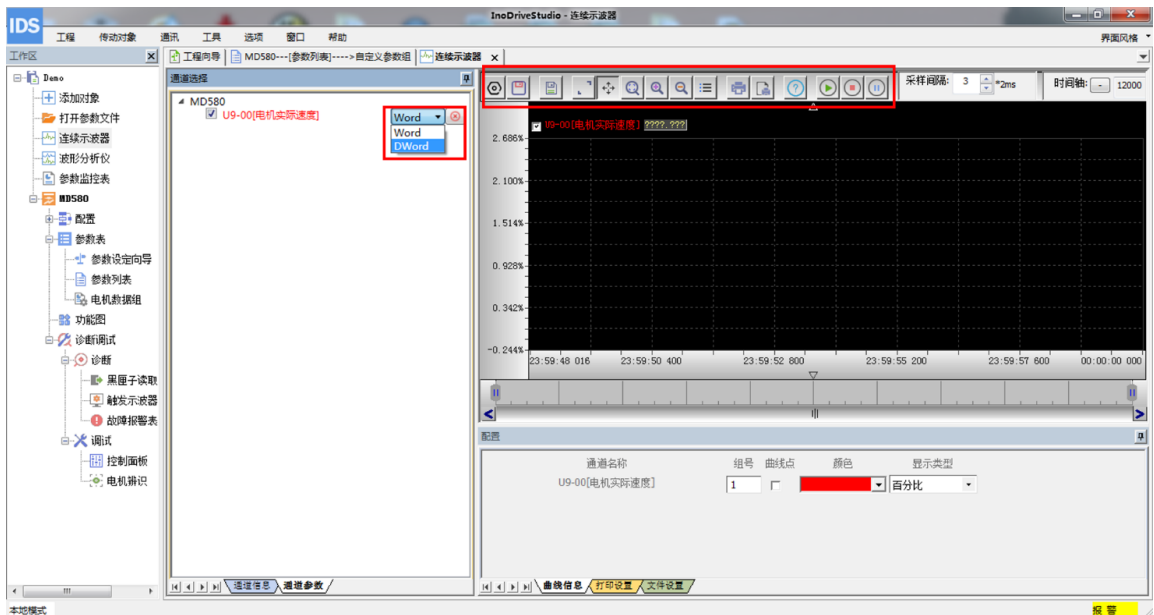 InoDriveStudio - 连续示波器
IDS
工程 传动对象 通讯 工具 选项 窗口 帮助 界面风格
工作区
工程向导 MD580---[参数列表]---->自定义参数组 连续示波器
Demo
添加对象
打开参数文件
连续示波器
波形分析仪
参数监控表
MD580
配置
参数表
参数设定向导
参数列表
电机数据组
功能图
诊断调试
诊断
黑匣子读取
触发示波器
故障报警表
调试
控制面板
电机辨识
通道选择
MD580
U9-00[电机实际速度]
Word
Word
DWord
通道信息 通道参数
采样间隔: 3 *2ms 时间轴: - 12000
U9-00[电机实际速度] ????.???
2.686%
2.100%
1.514%
0.928%
0.342%
-0.244%
23:59:48 016 23:59:50 400 23:59:52 800 23:59:55 200 23:59:57 600 00:00:00 000
配置
通道名称 组号 曲线点 颜色 显示类型
U9-00[电机实际速度] 1 百分比
曲线信息 打印设置 文件设置
本地模式 报 警